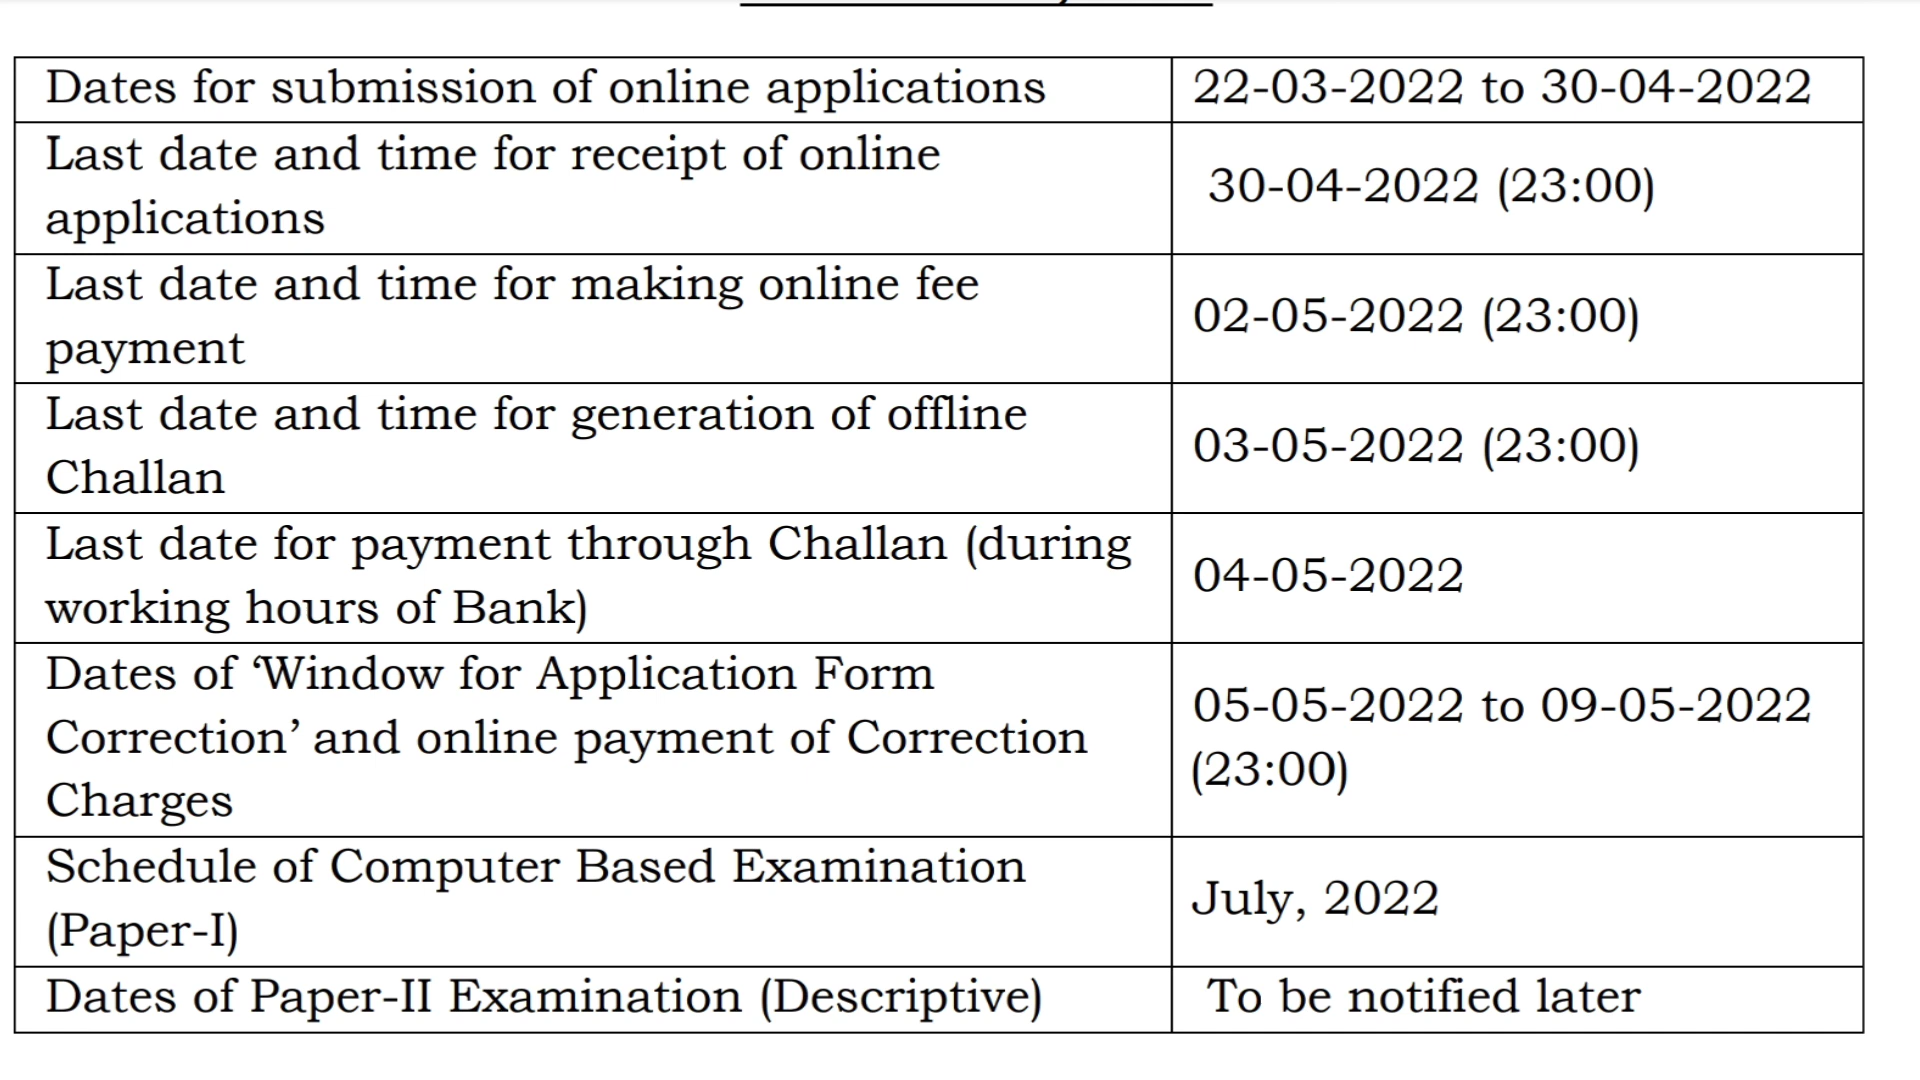 Dates for submission of online applications
22-03-2022 to 30-04-2022
Last date and time for receipt of online
applications
30-04-2022 (23:00)
Last date and time for making online fee
payment
02-05-2022 (23:00)
Last date and time for generation of offline
Challan
03-05-2022 (23:00)
Last date for payment through Challan (during
working hours of Bank)
04-05-2022
Dates of ‘Window for Application Form
Correction’ and online payment of Correction
Charges
05-05-2022 to 09-05-2022
(23:00)
Schedule of Computer Based Examination
(Paper-I)
July, 2022
Dates of Paper-II Examination (Descriptive)
To be notified later